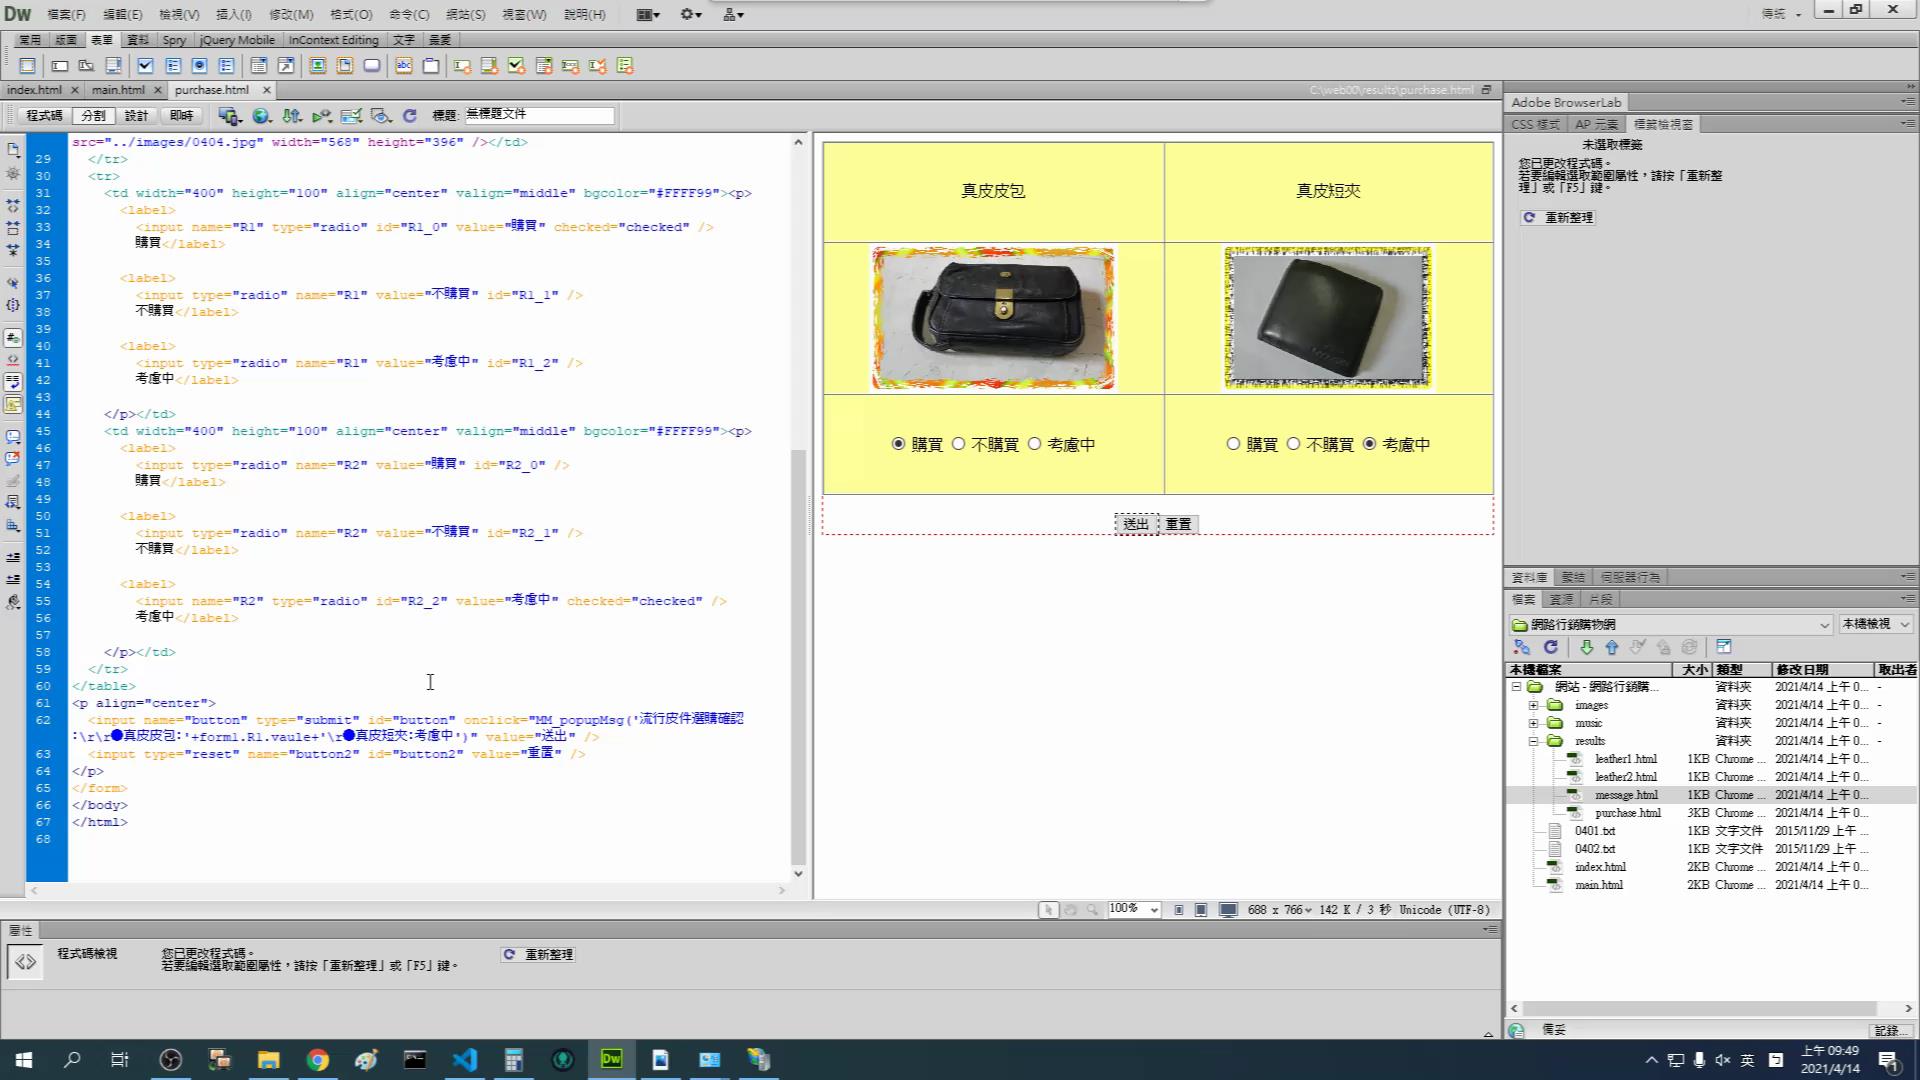 Dw 檔案(F) 編輯(E) 檢視(V) 插入(I) 修改(M) 格式(O) 命令(C) 網站(S) 視窗(W) 說明(H) 傳統
常用 版面 表單 資料 Spry jQuery Mobile InContext Editing 文字 最愛
index.html main.html purchase.html C:\web00\results\purchase.html
程式碼 分割 設計 即時 標題: 無標題文件
src="../images/0404.jpg" width="568" height="396" /></td>
29 </tr>
30 <tr>
31 <td width="400" height="100" align="center" valign="middle" bgcolor="#FFFF99"><p>
32 <label>
33 <input name="R1" type="radio" id="R1_0" value="購買" checked="checked" />
34 購買</label>
35
36 <label>
37 <input type="radio" name="R1" value="不購買" id="R1_1" />
38 不購買</label>
39
40 <label>
41 <input type="radio" name="R1" value="考慮中" id="R1_2" />
42 考慮中</label>
43
44 </p></td>
45 <td width="400" height="100" align="center" valign="middle" bgcolor="#FFFF99"><p>
46 <label>
47 <input type="radio" name="R2" value="購買" id="R2_0" />
48 購買</label>
49
50 <label>
51 <input type="radio" name="R2" value="不購買" id="R2_1" />
52 不購買</label>
53
54 <label>
55 <input name="R2" type="radio" id="R2_2" value="考慮中" checked="checked" />
56 考慮中</label>
57
58 </p></td>
59 </tr>
60 </table>
61 <p align="center">
62 <input name="button" type="submit" id="button" onclick="MM_popupMsg('流行皮件選購確認
:\r\r●真皮皮包:'+form1.R1.vaule+'\r●真皮短夾:考慮中')" value="送出" />
63 <input type="reset" name="button2" id="button2" value="重置" />
64 </p>
65 </form>
66 </body>
67 </html>
68
真皮皮包 真皮短夾
購買 不購買 考慮中 購買 不購買 考慮中
送出 重置
100% 688 x 766 142 K / 3 秒 Unicode (UTF-8)
屬性
程式碼檢視 您已更改程式碼。
若要編輯選取範圍屬性，請按「重新整理」或「F5」鍵。
重新整理
Adobe BrowserLab
CSS 樣式 AP 元素 標籤檢視窗
未選取標籤
您已更改程式碼。
若要編輯選取範圍屬性，請按「重新整
理」或「F5」鍵。
重新整理
資料庫 繫結 伺服器行為
檔案 資源 片段
網路行銷購物網 本機檢視
本機檔案 大小 類型 修改日期 取出者
網站 - 網路行銷購... 資料夾 2021/4/14 上午 0... -
images 資料夾 2021/4/14 上午 0... -
music 資料夾 2021/4/14 上午 0... -
results 資料夾 2021/4/14 上午 0... -
leather1.html 1KB Chrome ... 2021/4/14 上午 0...
leather2.html 1KB Chrome ... 2021/4/14 上午 0...
message.html 1KB Chrome ... 2021/4/14 上午 0...
purchase.html 3KB Chrome ... 2021/4/14 上午 0...
0401.txt 1KB 文字文件 2015/11/29 上午 ...
0402.txt 1KB 文字文件 2015/11/29 上午 ...
index.html 2KB Chrome ... 2021/4/14 上午 0...
main.html 2KB Chrome ... 2021/4/14 上午 0...
備妥 記錄...
Dw 英 ㄅ 上午 09:49
2021/4/14 1